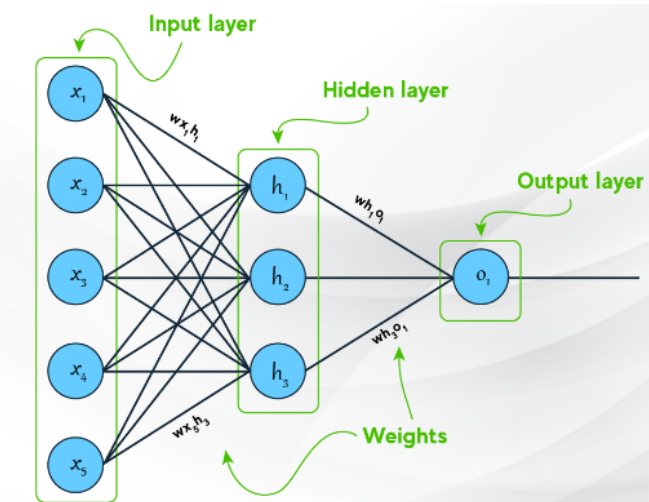 Input layer
x₁
Hidden layer
wx₁h₁
x₂
h₁
Output layer
wh₁o₁
x₃
h₂
o₁
wh₃o₁
x₄
h₃
wx₅h₃
Weights
x₅